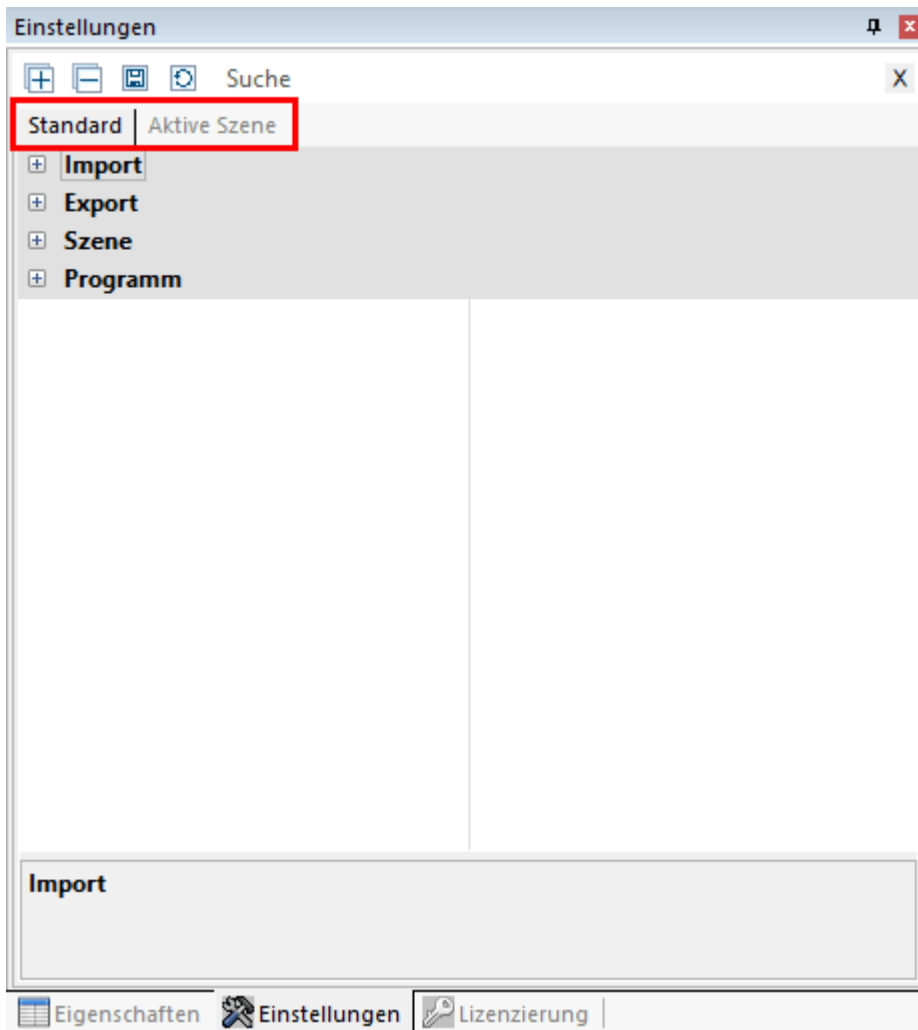 Einstellungen
Suche X
Standard Aktive Szene
Import
Export
Szene
Programm
Import
Eigenschaften Einstellungen Lizenzierung